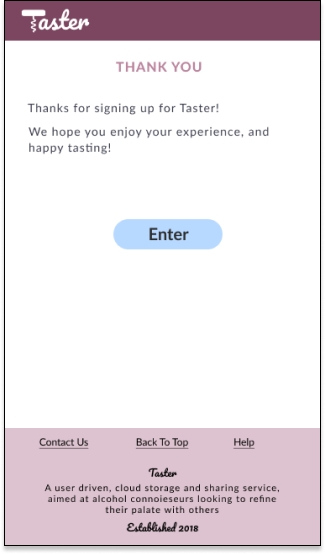 Taster
THANK YOU
Thanks for signing up for Taster!
We hope you enjoy your experience, and
happy tasting!
Enter
Contact Us Back To Top Help
Taster
A user driven, cloud storage and sharing service,
aimed at alcohol connoieseurs looking to refine
their palate with others
Established 2018